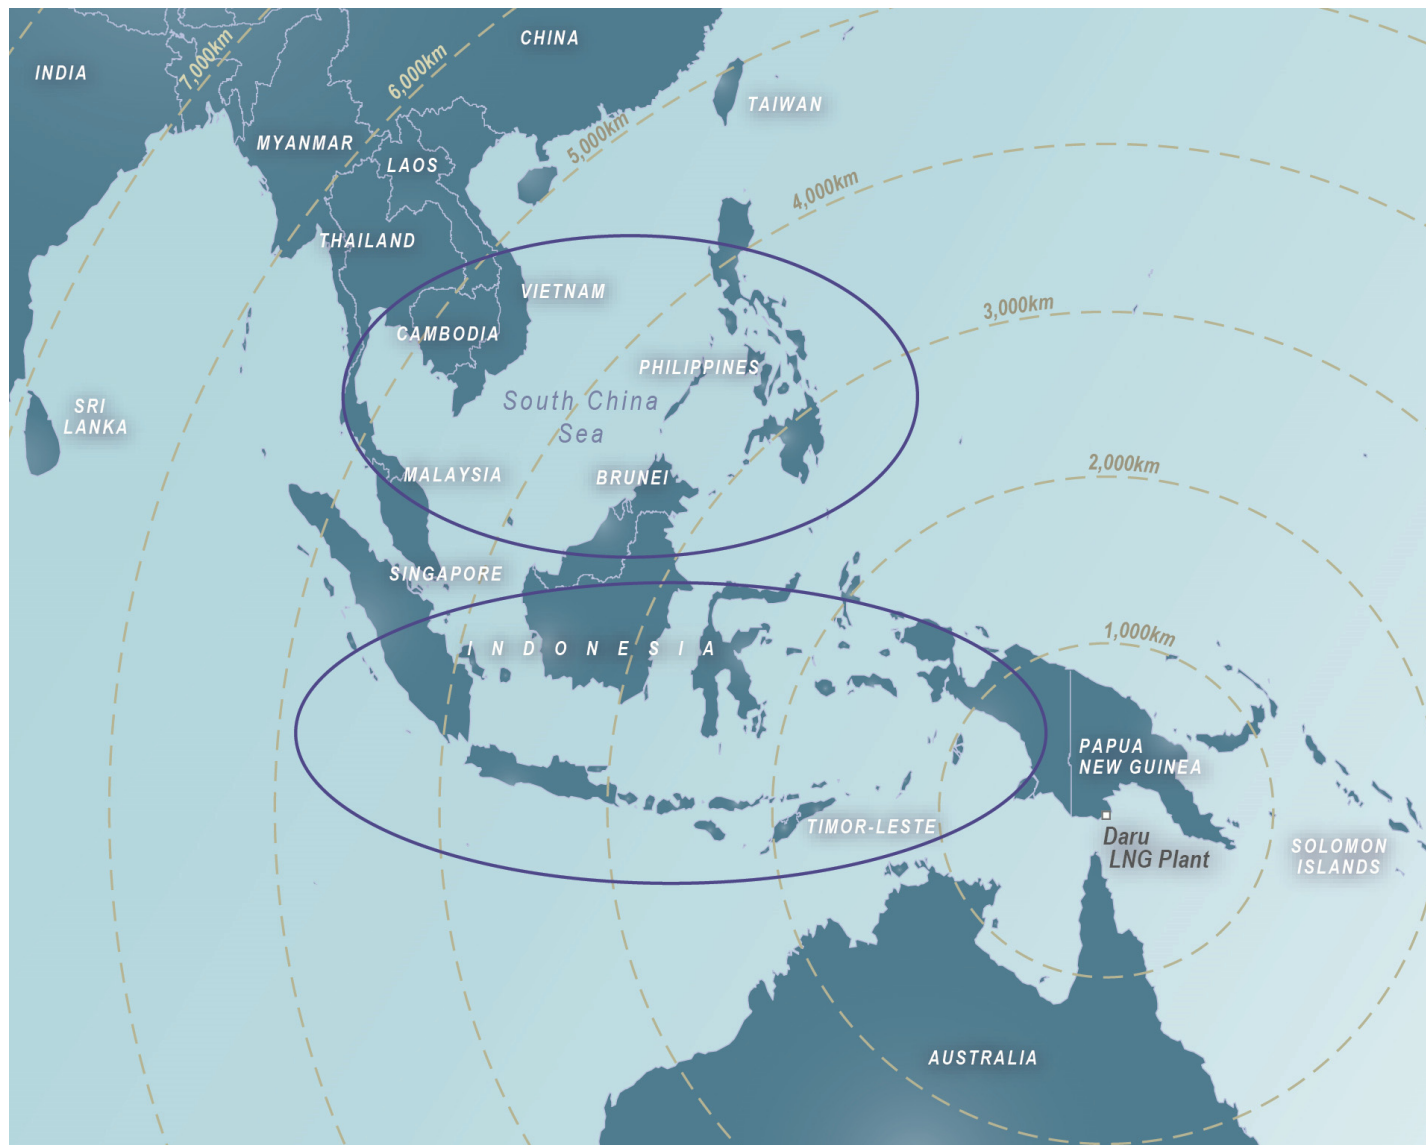 CHINA
INDIA
7,000km
6,000km
TAIWAN
5,000km
MYANMAR
LAOS
4,000km
THAILAND
VIETNAM
3,000km
CAMBODIA
PHILIPPINES
South China
Sea
SRI
LANKA
2,000km
MALAYSIA
BRUNEI
SINGAPORE
1,000km
INDONESIA
PAPUA
NEW GUINEA
TIMOR-LESTE
Daru
LNG Plant
SOLOMON
ISLANDS
AUSTRALIA